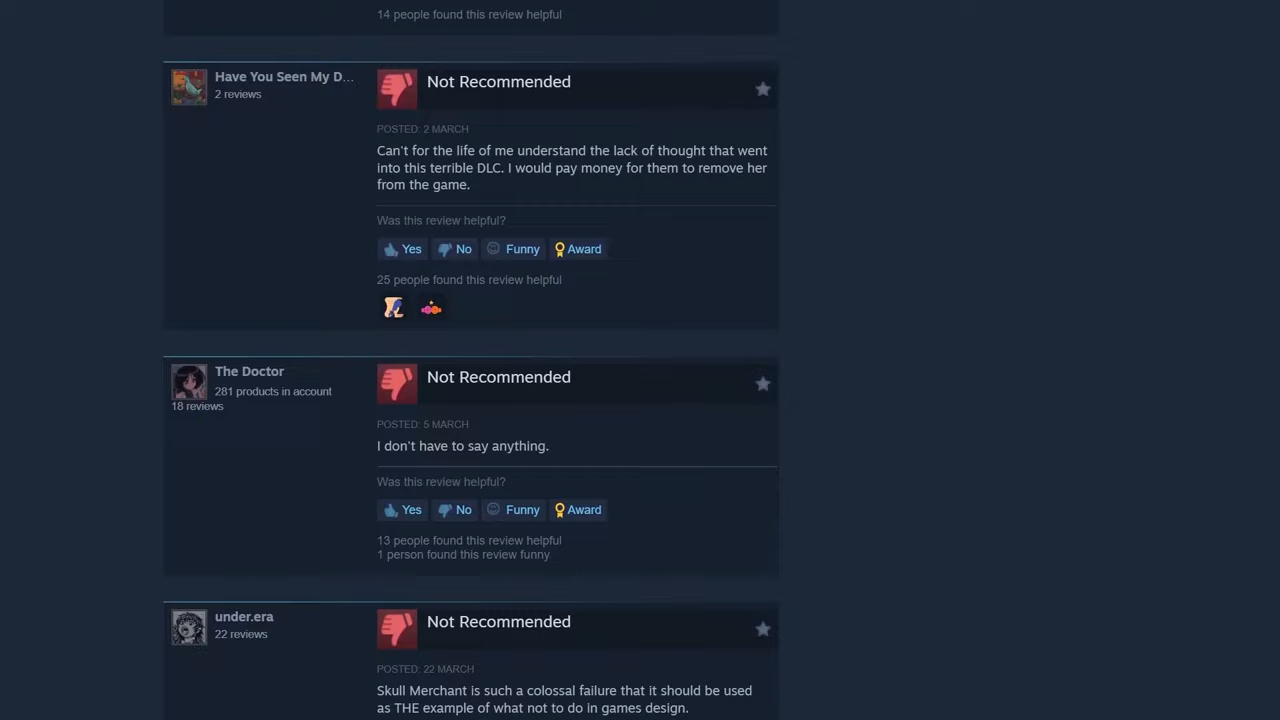 14 people found this review helpful
Have You Seen My D...
2 reviews
Not Recommended
POSTED: 2 MARCH
Can't for the life of me understand the lack of thought that went
into this terrible DLC. I would pay money for them to remove her
from the game.
Was this review helpful?
Yes No Funny Award
25 people found this review helpful
The Doctor
281 products in account
18 reviews
Not Recommended
POSTED: 5 MARCH
I don't have to say anything.
Was this review helpful?
Yes No Funny Award
13 people found this review helpful
1 person found this review funny
under.era
22 reviews
Not Recommended
POSTED: 22 MARCH
Skull Merchant is such a colossal failure that it should be used
as THE example of what not to do in games design.